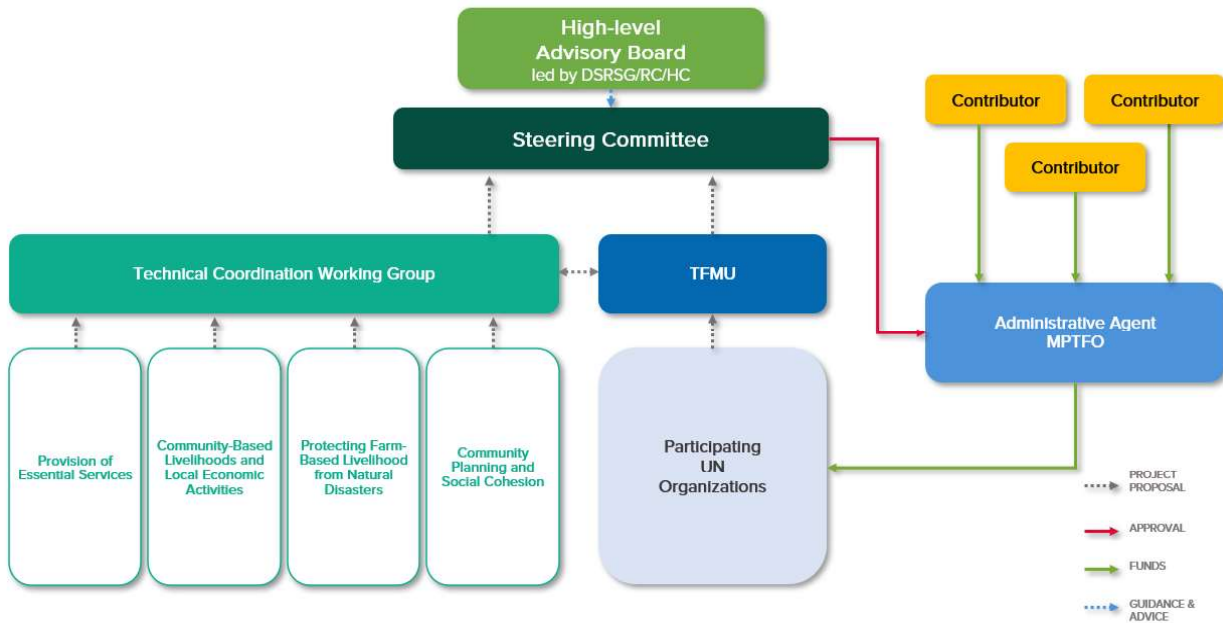 High-level
Advisory Board
led by DSRSG/RC/HC
Contributor
Contributor
Steering Committee
Contributor
Technical Coordination Working Group
TFMU
Administrative Agent
MPTFO
Provision of
Essential Services
Community-Based
Livelihoods and
Local Economic
Activities
Protecting Farm-
Based Livelihood
from Natural
Disasters
Community
Planning and
Social Cohesion
Participating
UN
Organizations
PROJECT
PROPOSAL
APPROVAL
FUNDS
GUIDANCE &
ADVICE